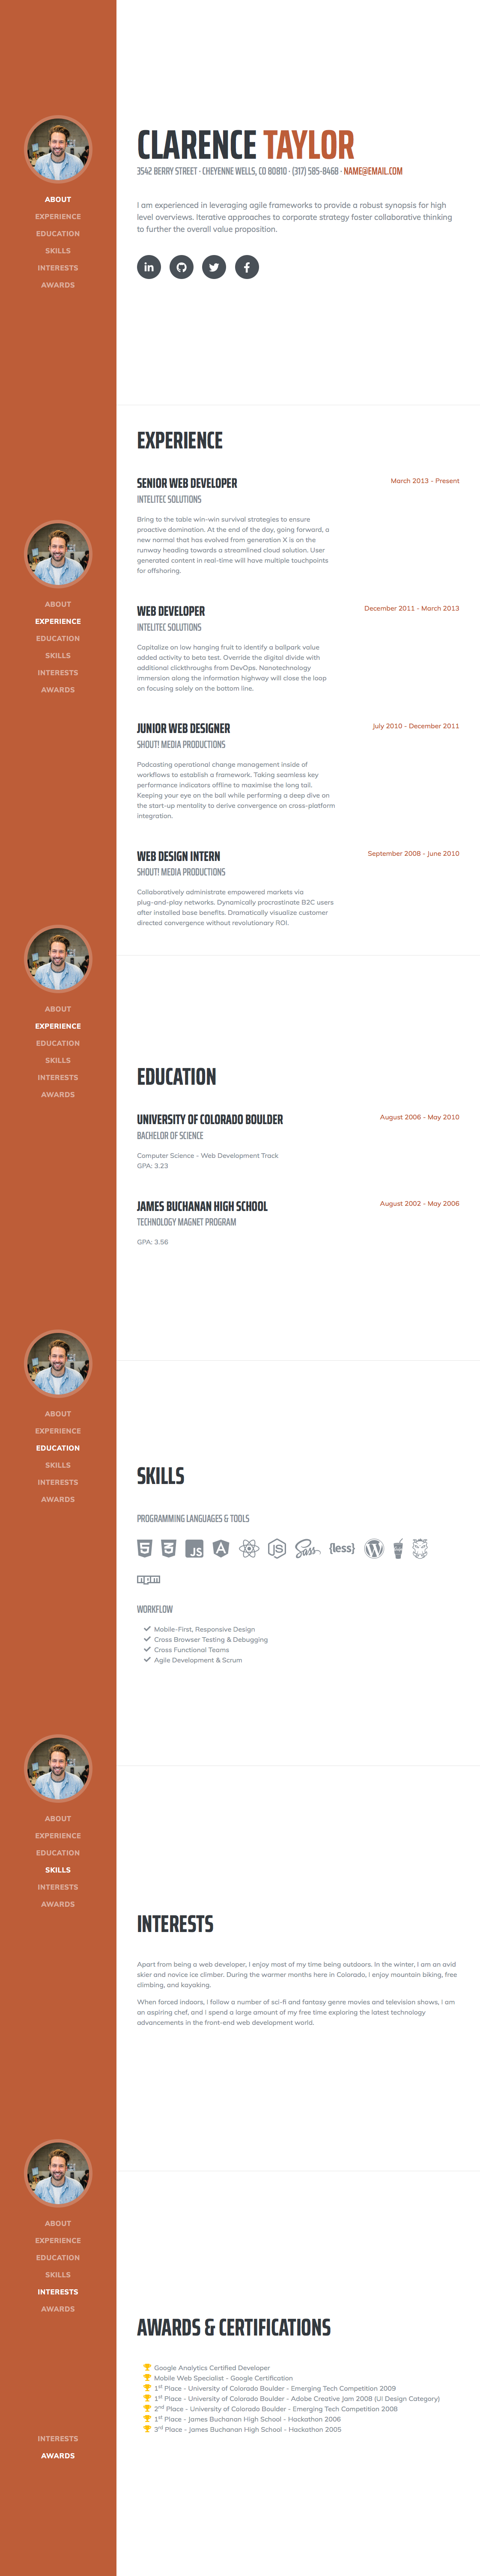 CLARENCE TAYLOR
3542 BERRY STREET · CHEYENNE WELLS, CO 80810 · (317) 585-8468 · NAME@EMAIL.COM
I am experienced in leveraging agile frameworks to provide a robust synopsis for high
level overviews. Iterative approaches to corporate strategy foster collaborative thinking
to further the overall value proposition.
ABOUT
EXPERIENCE
EDUCATION
SKILLS
INTERESTS
AWARDS
EXPERIENCE
SENIOR WEB DEVELOPER
March 2013 - Present
INTELITEC SOLUTIONS
Bring to the table win-win survival strategies to ensure
proactive domination. At the end of the day, going forward, a
new normal that has evolved from generation X is on the
runway heading towards a streamlined cloud solution. User
generated content in real-time will have multiple touchpoints
for offshoring.
WEB DEVELOPER
December 2011 - March 2013
INTELITEC SOLUTIONS
Capitalize on low hanging fruit to identify a ballpark value
added activity to beta test. Override the digital divide with
additional clickthroughs from DevOps. Nanotechnology
immersion along the information highway will close the loop
on focusing solely on the bottom line.
ABOUT
EXPERIENCE
EDUCATION
SKILLS
INTERESTS
AWARDS
JUNIOR WEB DESIGNER
July 2010 - December 2011
SHOUT! MEDIA PRODUCTIONS
Podcasting operational change management inside of
workflows to establish a framework. Taking seamless key
performance indicators offline to maximise the long tail.
Keeping your eye on the ball while performing a deep dive on
the start-up mentality to derive convergence on cross-platform
integration.
WEB DESIGN INTERN
September 2008 - June 2010
SHOUT! MEDIA PRODUCTIONS
Collaboratively administrate empowered markets via
plug-and-play networks. Dynamically procrastinate B2C users
after installed base benefits. Dramatically visualize customer
directed convergence without revolutionary ROI.
ABOUT
EXPERIENCE
EDUCATION
SKILLS
INTERESTS
AWARDS
EDUCATION
UNIVERSITY OF COLORADO BOULDER
August 2006 - May 2010
BACHELOR OF SCIENCE
Computer Science - Web Development Track
GPA: 3.23
JAMES BUCHANAN HIGH SCHOOL
August 2002 - May 2006
TECHNOLOGY MAGNET PROGRAM
GPA: 3.56
ABOUT
EXPERIENCE
EDUCATION
SKILLS
INTERESTS
AWARDS
SKILLS
PROGRAMMING LANGUAGES & TOOLS
5 3 JS A JS Sass {less} W
npm
WORKFLOW
Mobile-First, Responsive Design
Cross Browser Testing & Debugging
Cross Functional Teams
Agile Development & Scrum
ABOUT
EXPERIENCE
EDUCATION
SKILLS
INTERESTS
AWARDS
INTERESTS
Apart from being a web developer, I enjoy most of my time being outdoors. In the winter, I am an avid
skier and novice ice climber. During the warmer months here in Colorado, I enjoy mountain biking, free
climbing, and kayaking.
When forced indoors, I follow a number of sci-fi and fantasy genre movies and television shows, I am
an aspiring chef, and I spend a large amount of my free time exploring the latest technology
advancements in the front-end web development world.
ABOUT
EXPERIENCE
EDUCATION
SKILLS
INTERESTS
AWARDS
AWARDS & CERTIFICATIONS
Google Analytics Certified Developer
Mobile Web Specialist - Google Certification
1st Place - University of Colorado Boulder - Emerging Tech Competition 2009
1st Place - University of Colorado Boulder - Adobe Creative Jam 2008 (UI Design Category)
2nd Place - University of Colorado Boulder - Emerging Tech Competition 2008
1st Place - James Buchanan High School - Hackathon 2006
3rd Place - James Buchanan High School - Hackathon 2005
INTERESTS
AWARDS